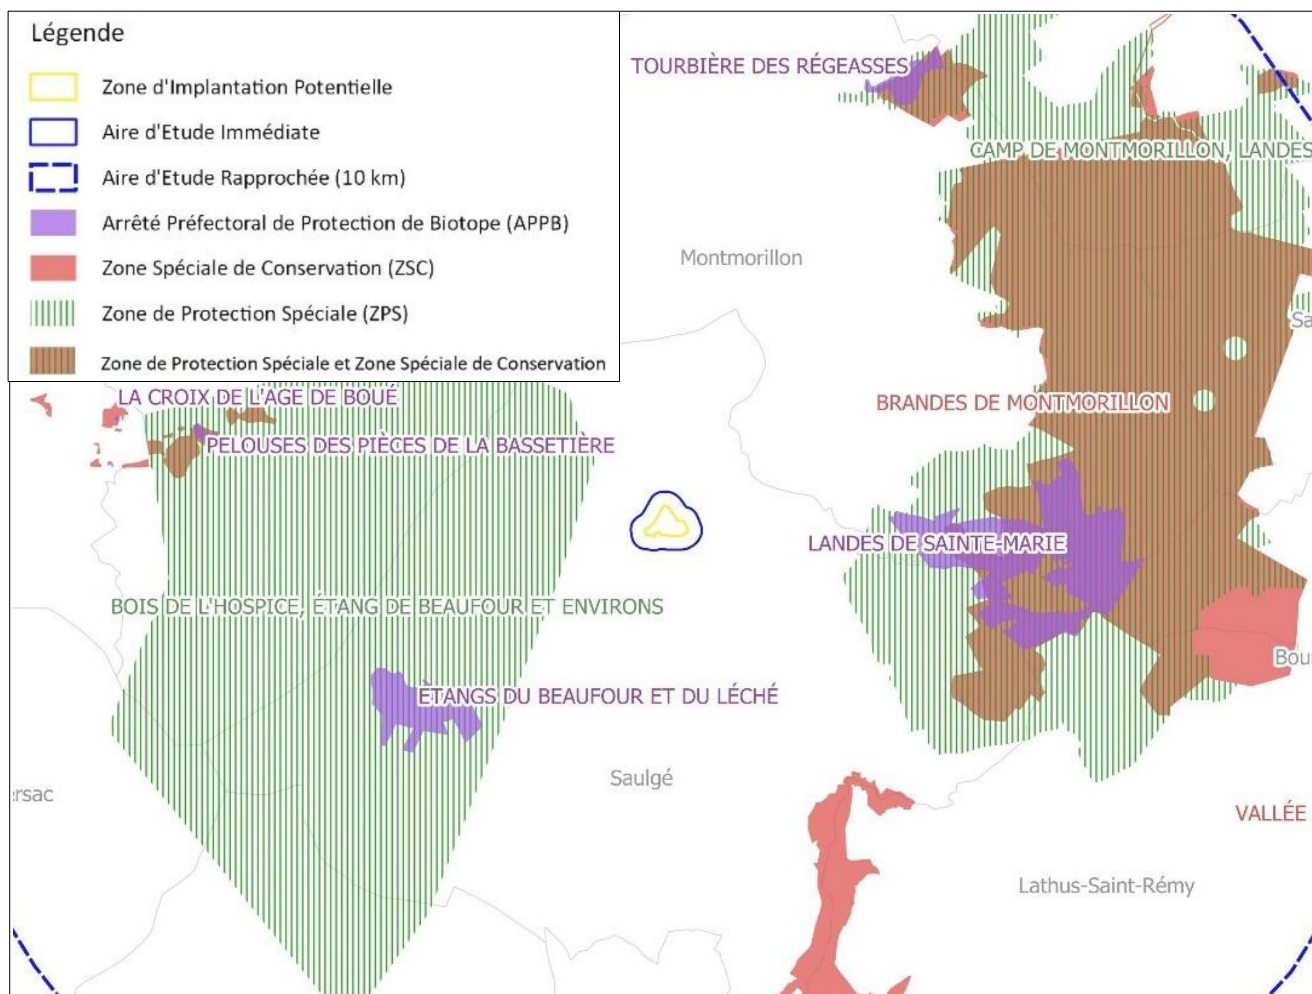 Légende
Zone d'Implantation Potentielle
Aire d'Etude Immédiate
Aire d'Etude Rapprochée (10 km)
Arrêté Préfectoral de Protection de Biotope (APPB)
Zone Spéciale de Conservation (ZSC)
Zone de Protection Spéciale (ZPS)
Zone de Protection Spéciale et Zone Spéciale de Conservation
TOURBIÈRE DES RÉGEASSES
CAMP DE MONTMORILLON, LANDES
Montmorillon
Sa
LA CROIX DE L'AGE DE BOUÉ
BRANDES DE MONTMORILLON
PELOUSES DES PIÈCES DE LA BASSETIÈRE
LANDES DE SAINTE-MARIE
BOIS DE L'HOSPICE, ÉTANG DE BEAUFOUR ET ENVIRONS
Bou
ETANGS DU BEAUFOUR ET DU LÉCHÉ
Saulgé
ersac
VALLÉE
Lathus-Saint-Rémy